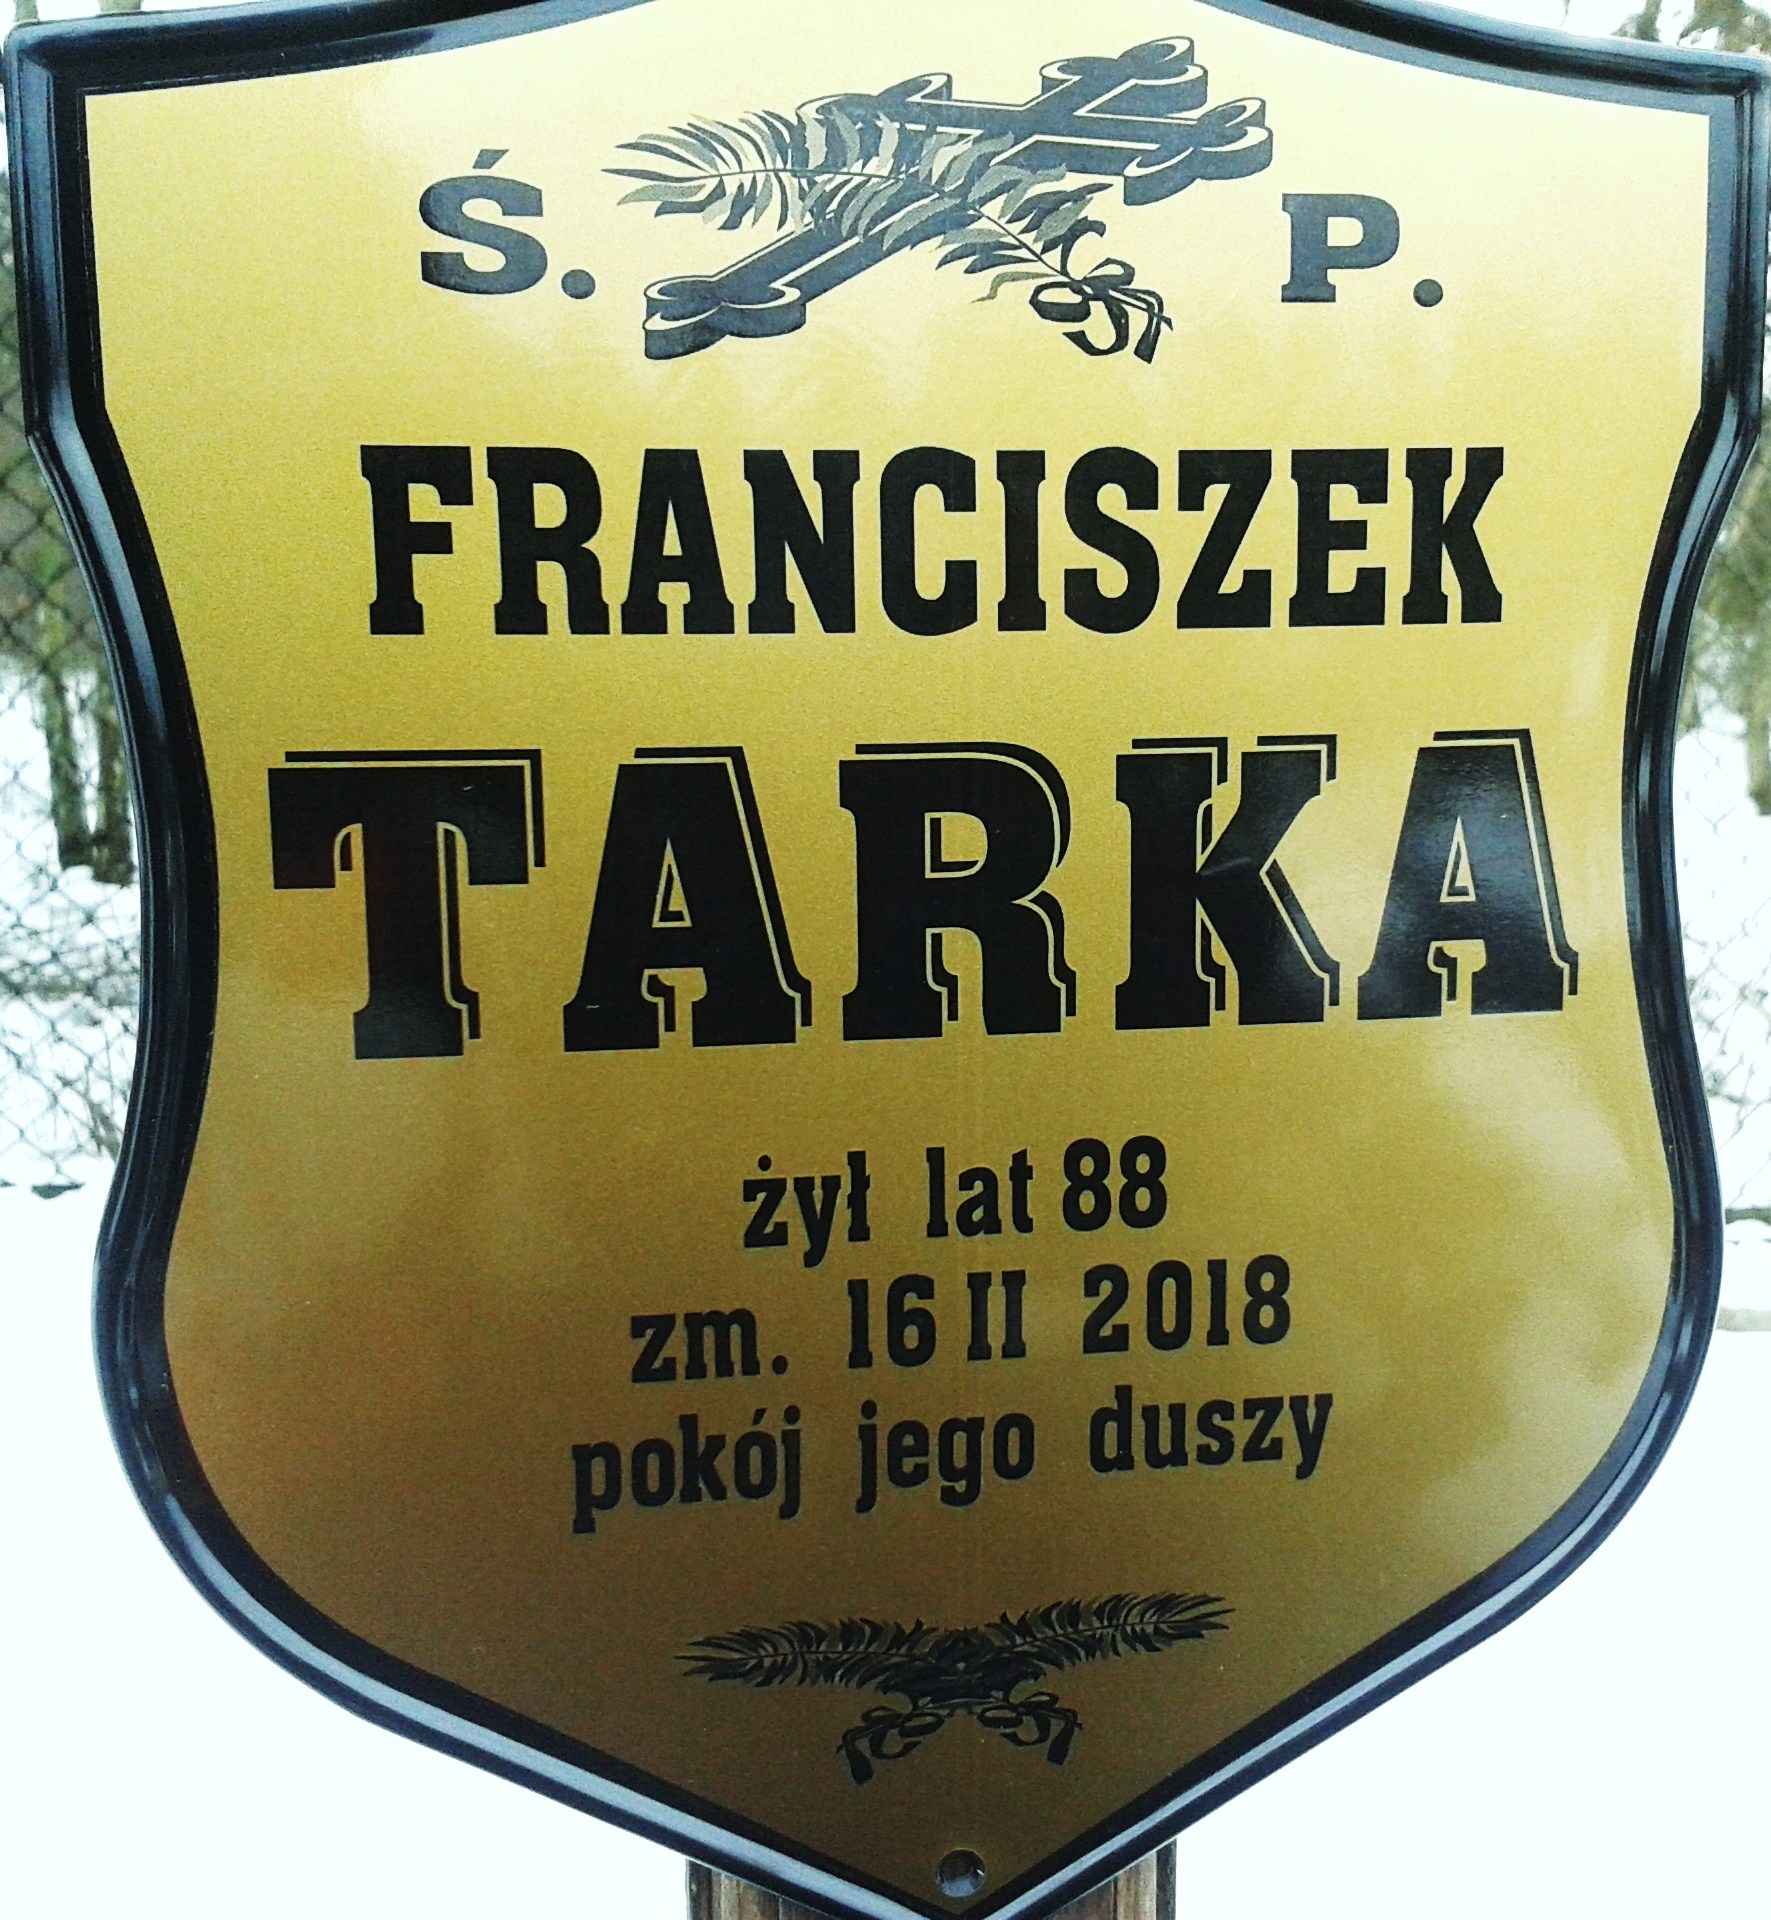 Ś. P.
FRANCISZEK
TARKA
żył lat 88
zm. 16 II 2018
pokój jego duszy